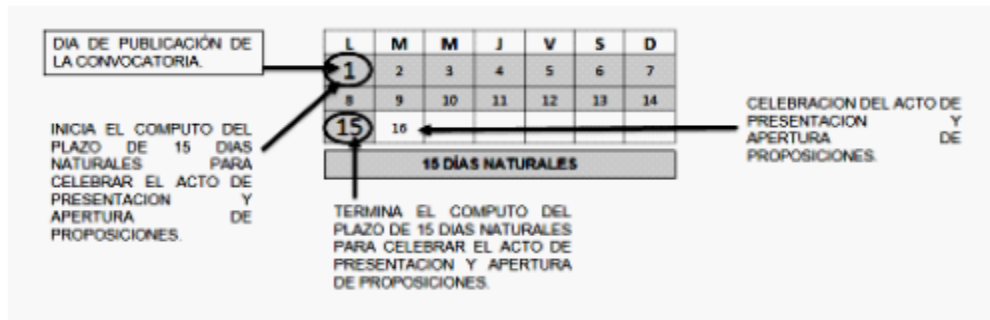 DIA DE PUBLICACIÓN DE
LA CONVOCATORIA.
INICIA EL COMPUTO DEL
PLAZO DE 15 DIAS
NATURALES PARA
CELEBRAR EL ACTO DE
PRESENTACION Y
APERTURA DE
PROPOSICIONES.
L M M J V S D
1 2 3 4 5 6 7
8 9 10 11 12 13 14
15 16
15 DÍAS NATURALES
TERMINA EL COMPUTO DEL
PLAZO DE 15 DIAS NATURALES
PARA CELEBRAR EL ACTO DE
PRESENTACION Y APERTURA
DE PROPOSICIONES.
CELEBRACION DEL ACTO DE
PRESENTACION Y
APERTURA DE
PROPOSICIONES.